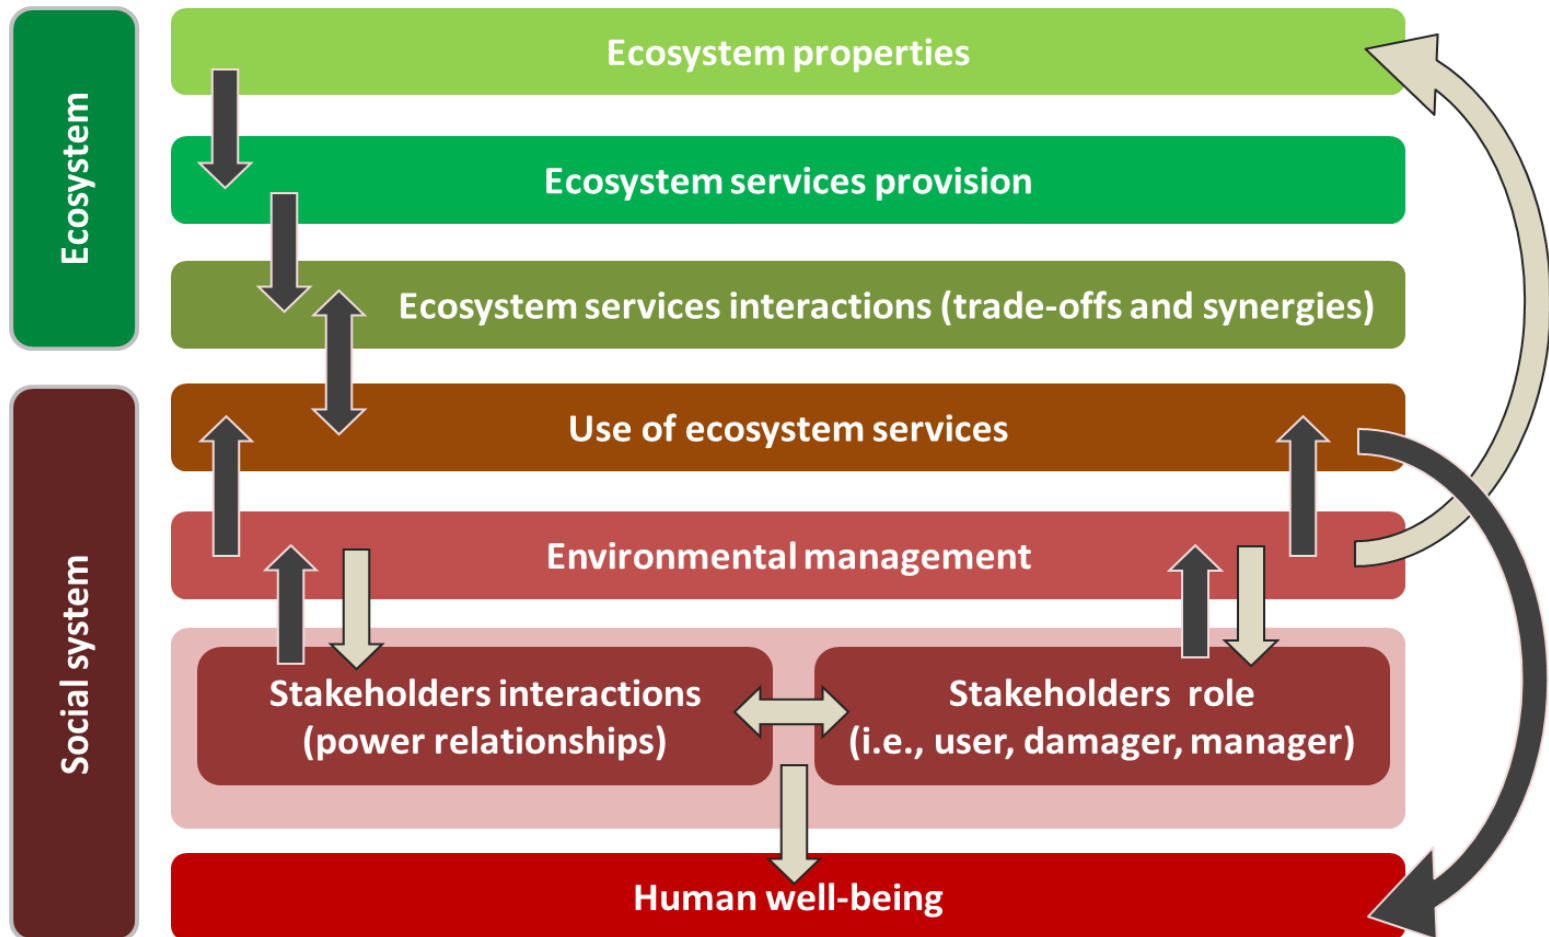 Ecosystem
Ecosystem properties
Ecosystem services provision
Ecosystem services interactions (trade-offs and synergies)
Social system
Use of ecosystem services
Environmental management
Stakeholders interactions
(power relationships)
Stakeholders role
(i.e., user, damager, manager)
Human well-being